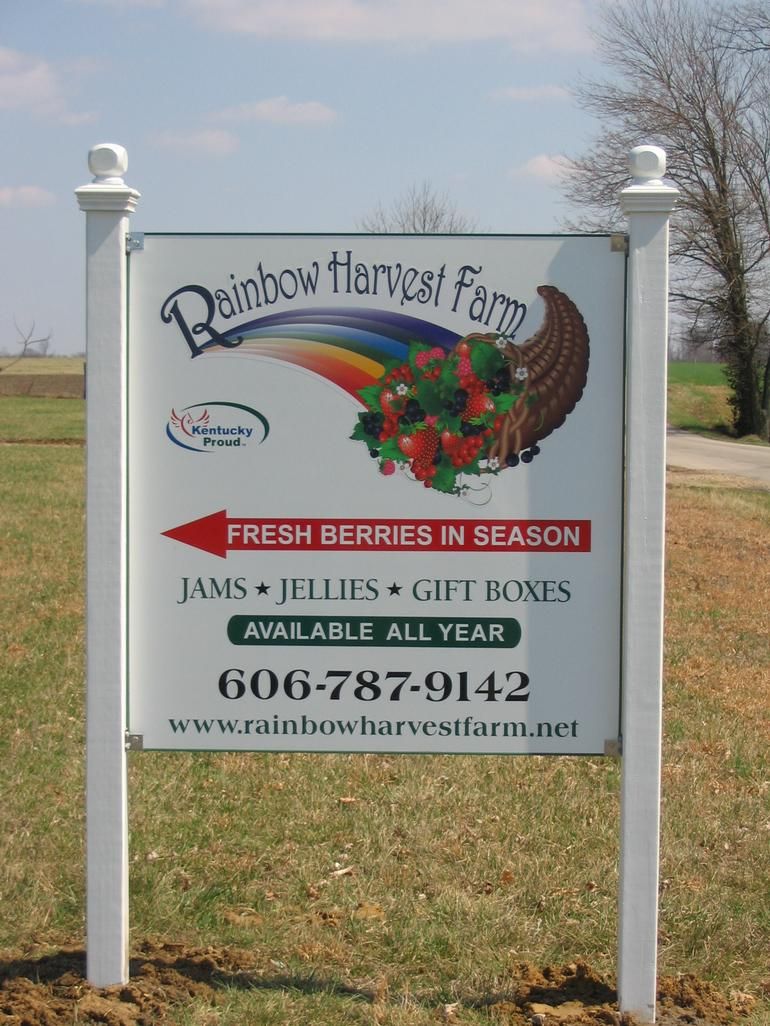 Rainbow Harvest Farm
Kentucky
Proud™
FRESH BERRIES IN SEASON
JAMS ★ JELLIES ★ GIFT BOXES
AVAILABLE ALL YEAR
606-787-9142
www.rainbowharvestfarm.net